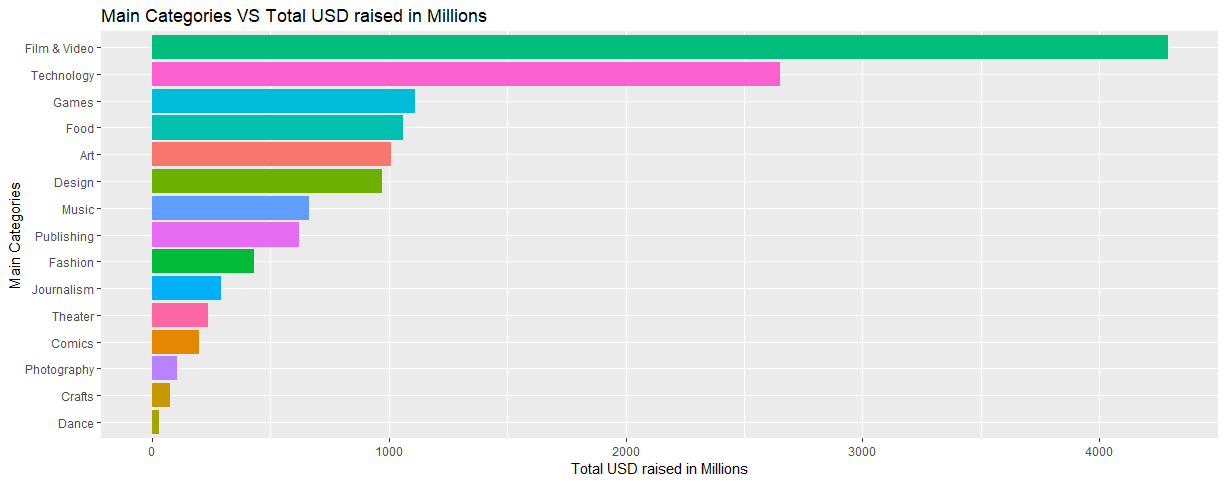 Main Categories VS Total USD raised in Millions
Main Categories
Film & Video
Technology
Games
Food
Art
Design
Music
Publishing
Fashion
Journalism
Theater
Comics
Photography
Crafts
Dance
0 1000 2000 3000 4000
Total USD raised in Millions